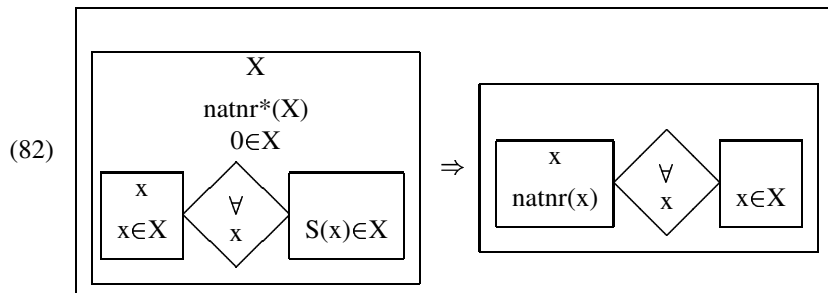 (82)
X
natnr*(X)
0∈X
x
x∈X
∀
x
S(x)∈X
⇒
x
natnr(x)
∀
x
x∈X